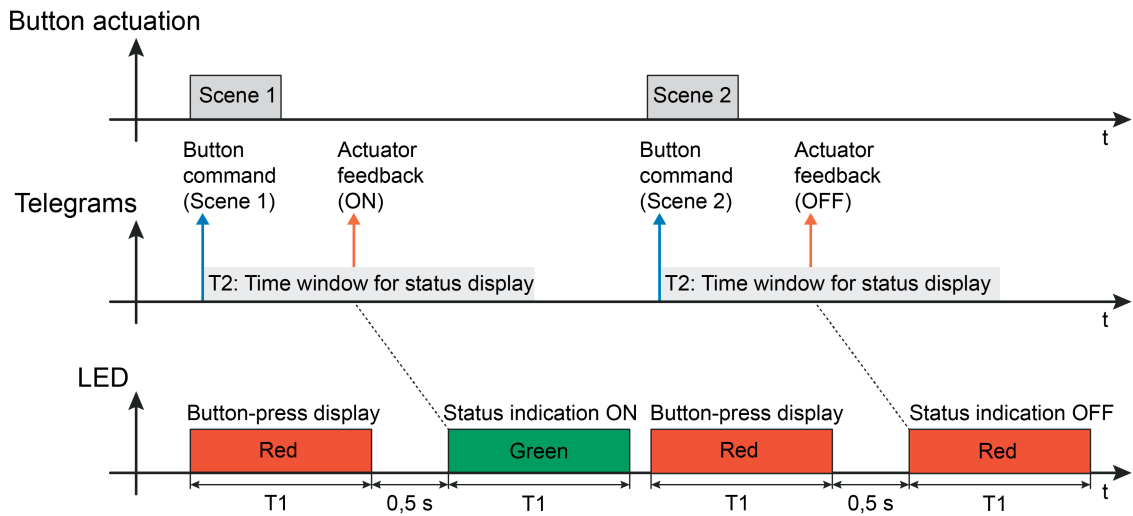 Button actuation
Scene 1
Scene 2
t
Button
command
(Scene 1)
Actuator
feedback
(ON)
Button
command
(Scene 2)
Actuator
feedback
(OFF)
Telegrams
T2: Time window for status display
T2: Time window for status display
t
LED
Button-press display
Status indication ON
Button-press display
Status indication OFF
Red
Green
Red
Red
t
T1
0,5 s
T1
T1
0,5 s
T1